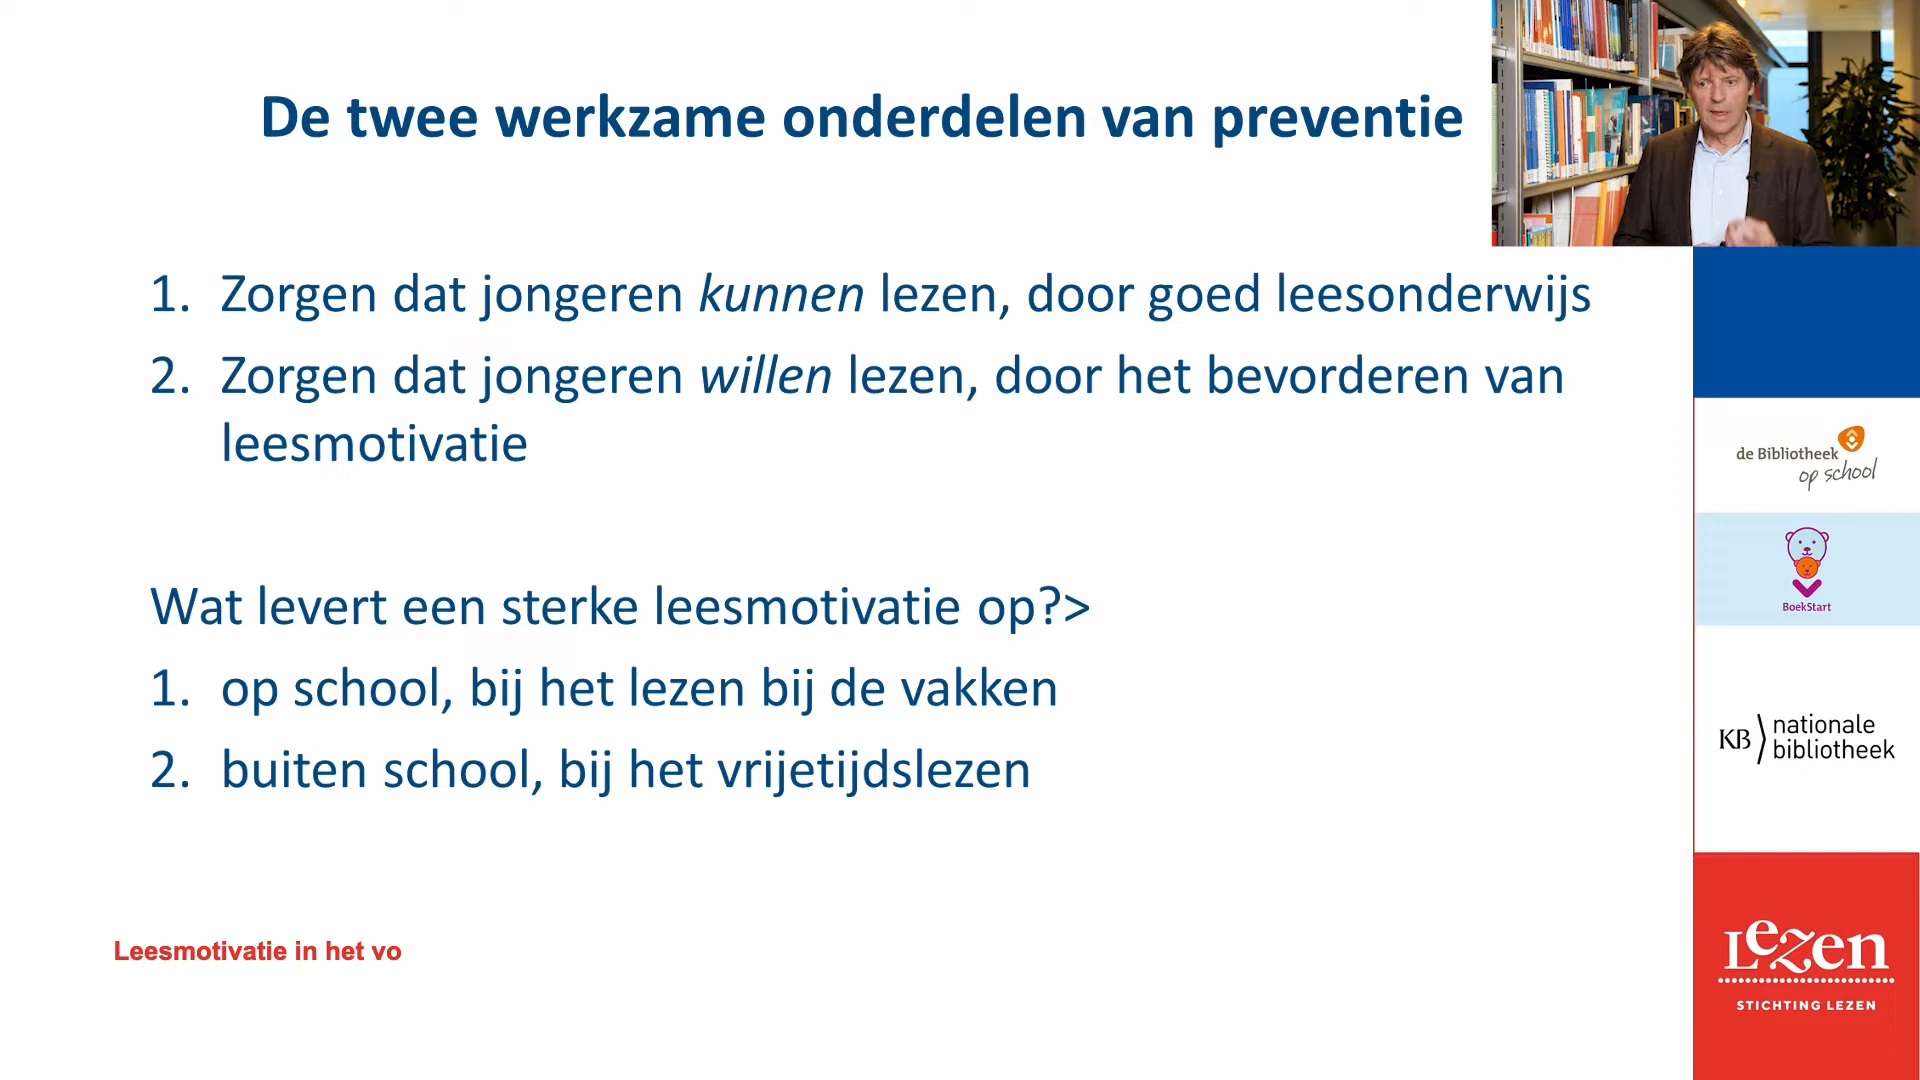 De twee werkzame onderdelen van preventie
1. Zorgen dat jongeren kunnen lezen, door goed leesonderwijs
2. Zorgen dat jongeren willen lezen, door het bevorderen van
leesmotivatie
Wat levert een sterke leesmotivatie op?>
1. op school, bij het lezen bij de vakken
2. buiten school, bij het vrijetijdslezen
Leesmotivatie in het vo
de Bibliotheek
op school
BoekStart
KB nationale
bibliotheek
Lezen
STICHTING LEZEN